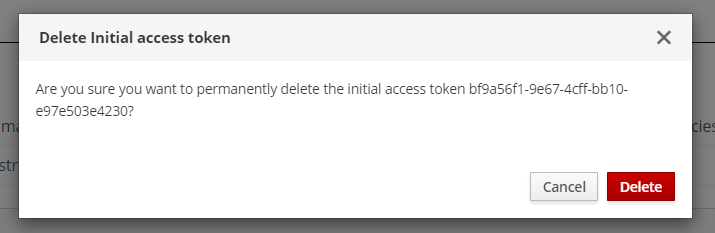 Delete Initial access token
Are you sure you want to permanently delete the initial access token bf9a56f1-9e67-4cff-bb10-
e97e503e4230?
Cancel Delete